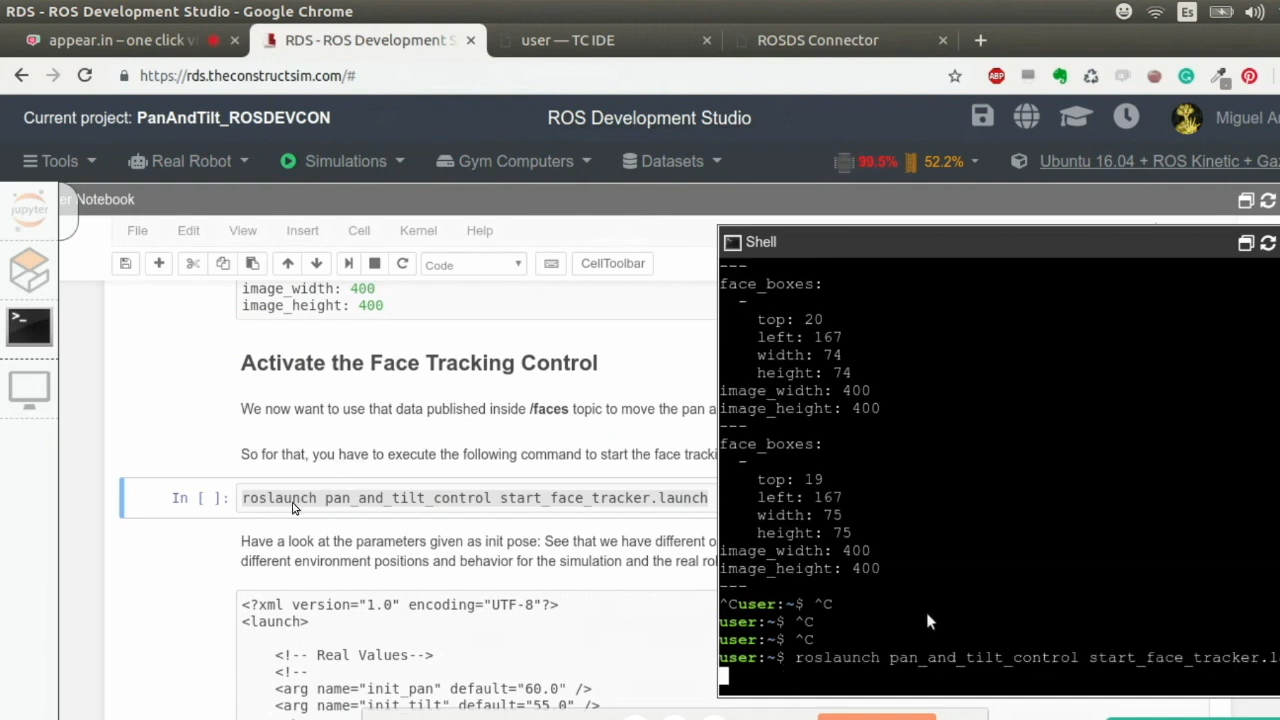 RDS - ROS Development Studio - Google Chrome
Es
appear.in – one click vi
RDS - ROS Development S
user — TC IDE
ROSDS Connector
https://rds.theconstructsim.com/#
ABP
Current project: PanAndTilt_ROSDEVCON
ROS Development Studio
Miguel A
Tools
Real Robot
Simulations
Gym Computers
Datasets
99.5%
52.2%
Ubuntu 16.04 + ROS Kinetic + Ga
jupyter
er Notebook
File Edit View Insert Cell Kernel Help
Code
CellToolbar
image_width: 400
image_height: 400
Activate the Face Tracking Control
We now want to use that data published inside /faces topic to move the pan a
So for that, you have to execute the following command to start the face tracki
In [ ]: roslaunch pan_and_tilt_control start_face_tracker.launch
Have a look at the parameters given as init pose: See that we have different o
different environment positions and behavior for the simulation and the real ro
<?xml version="1.0" encoding="UTF-8"?>
<launch>
<!-- Real Values-->
<!--
<arg name="init_pan" default="60.0" />
<arg name="init_tilt" default="55.0" />
Shell
---
face_boxes:
-
top: 20
left: 167
width: 74
height: 74
image_width: 400
image_height: 400
---
face_boxes:
-
top: 19
left: 167
width: 75
height: 75
image_width: 400
image_height: 400
---
^Cuser:~$ ^C
user:~$ ^C
user:~$ ^C
user:~$ roslaunch pan_and_tilt_control start_face_tracker.l